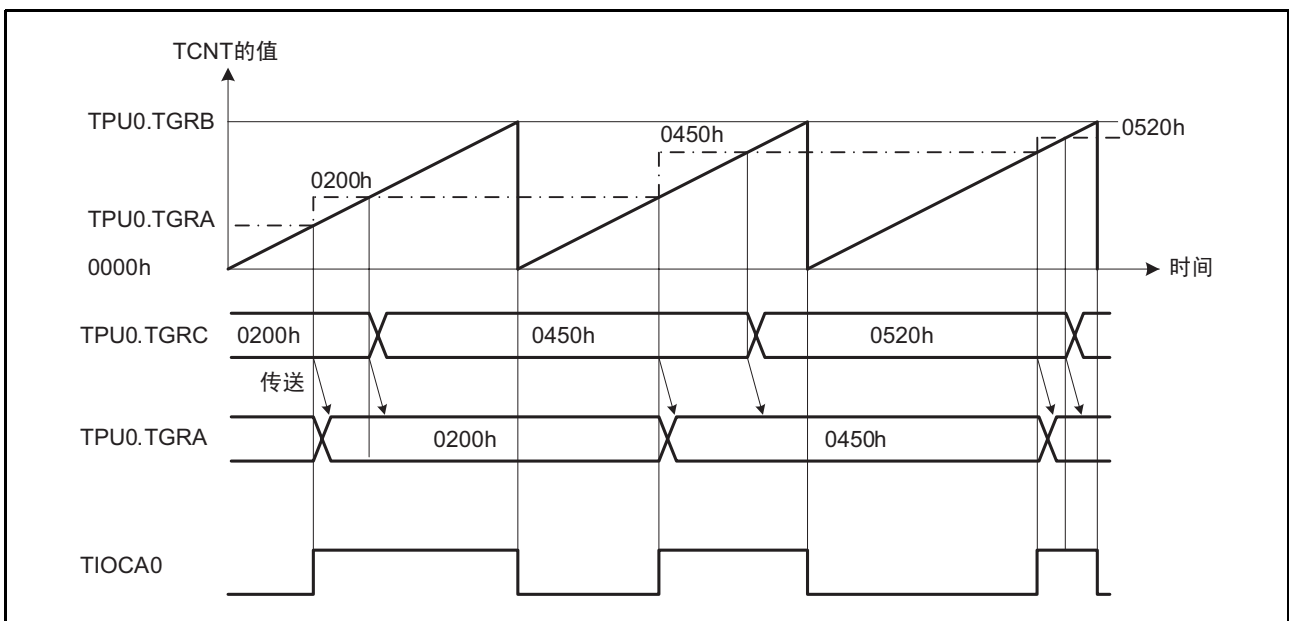 TCNT的值
TPU0.TGRB
0520h
0450h
0200h
TPU0.TGRA
0000h
时间
TPU0.TGRC 0200h 0450h 0520h
传送
TPU0.TGRA 0200h 0450h
TIOCA0